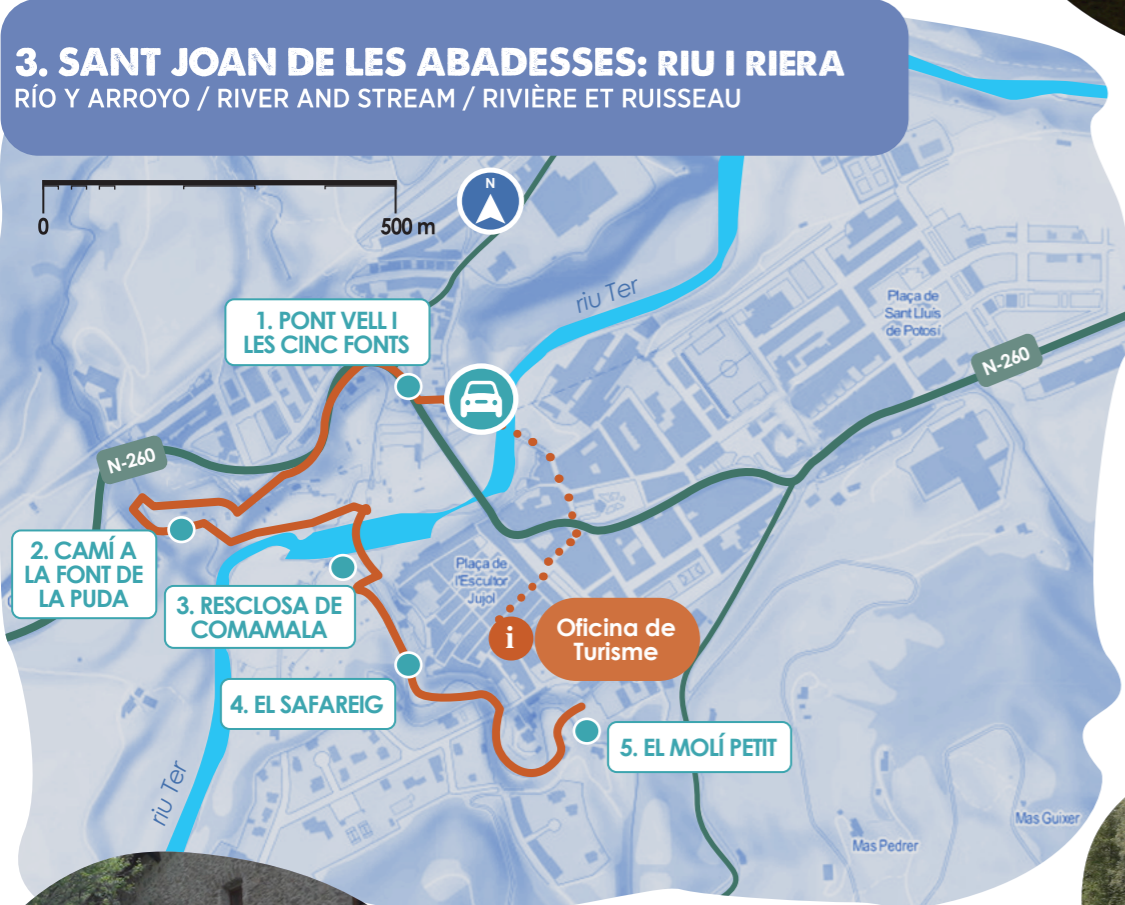 3. SANT JOAN DE LES ABADESSES: RIU I RIERA
RÍO Y ARROYO / RIVER AND STREAM / RIVIÈRE ET RUISSEAU
0
500 m
N
riu Ter
Plaça de
Sant Lluís
de Potosí
1. PONT VELL I
LES CINC FONTS
N-260
N-260
2. CAMÍ A
LA FONT DE
LA PUDA
Plaça de
l'Escultor
Jujol
3. RESCLOSA DE
COMAMALA
i
Oficina de
Turisme
4. EL SAFAREIG
5. EL MOLÍ PETIT
riu Ter
Mas Guixer
Mas Pedrer